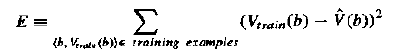 E ≡ ∑ (V_train(b) − V̂(b))²
⟨b, V_train(b)⟩ ∈ training examples